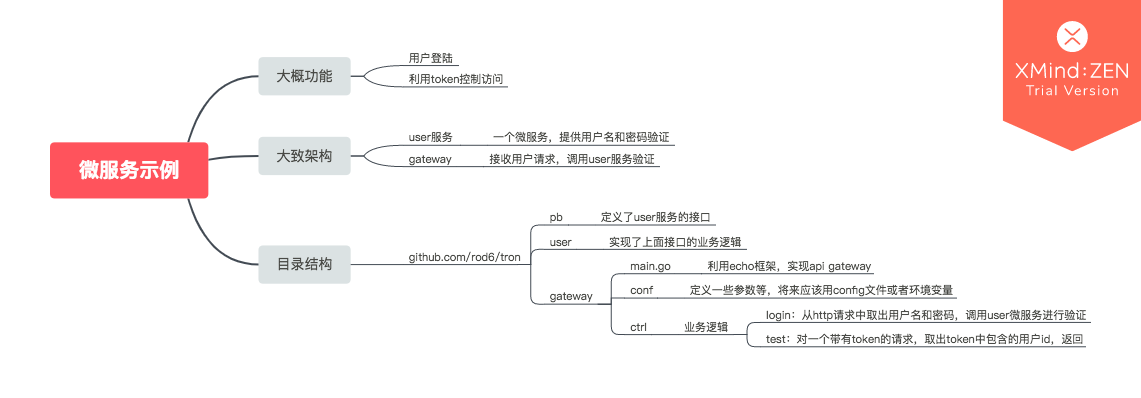 微服务示例
大概功能
用户登陆
利用token控制访问
大致架构
user服务
一个微服务，提供用户名和密码验证
gateway
接收用户请求，调用user服务验证
目录结构
github.com/rod6/tron
pb
定义了user服务的接口
user
实现了上面接口的业务逻辑
gateway
main.go
利用echo框架，实现api gateway
conf
定义一些参数等，将来应该用config文件或者环境变量
ctrl
业务逻辑
login：从http请求中取出用户名和密码，调用user微服务进行验证
test：对一个带有token的请求，取出token中包含的用户id，返回
XMind:ZEN
Trial Version